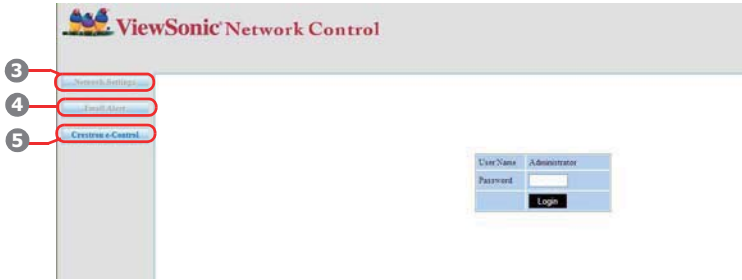 ViewSonic® Network Control
3 Network Settings
4 Email Alert
5 Crestron e-Control
User Name Administrator
Password
Login